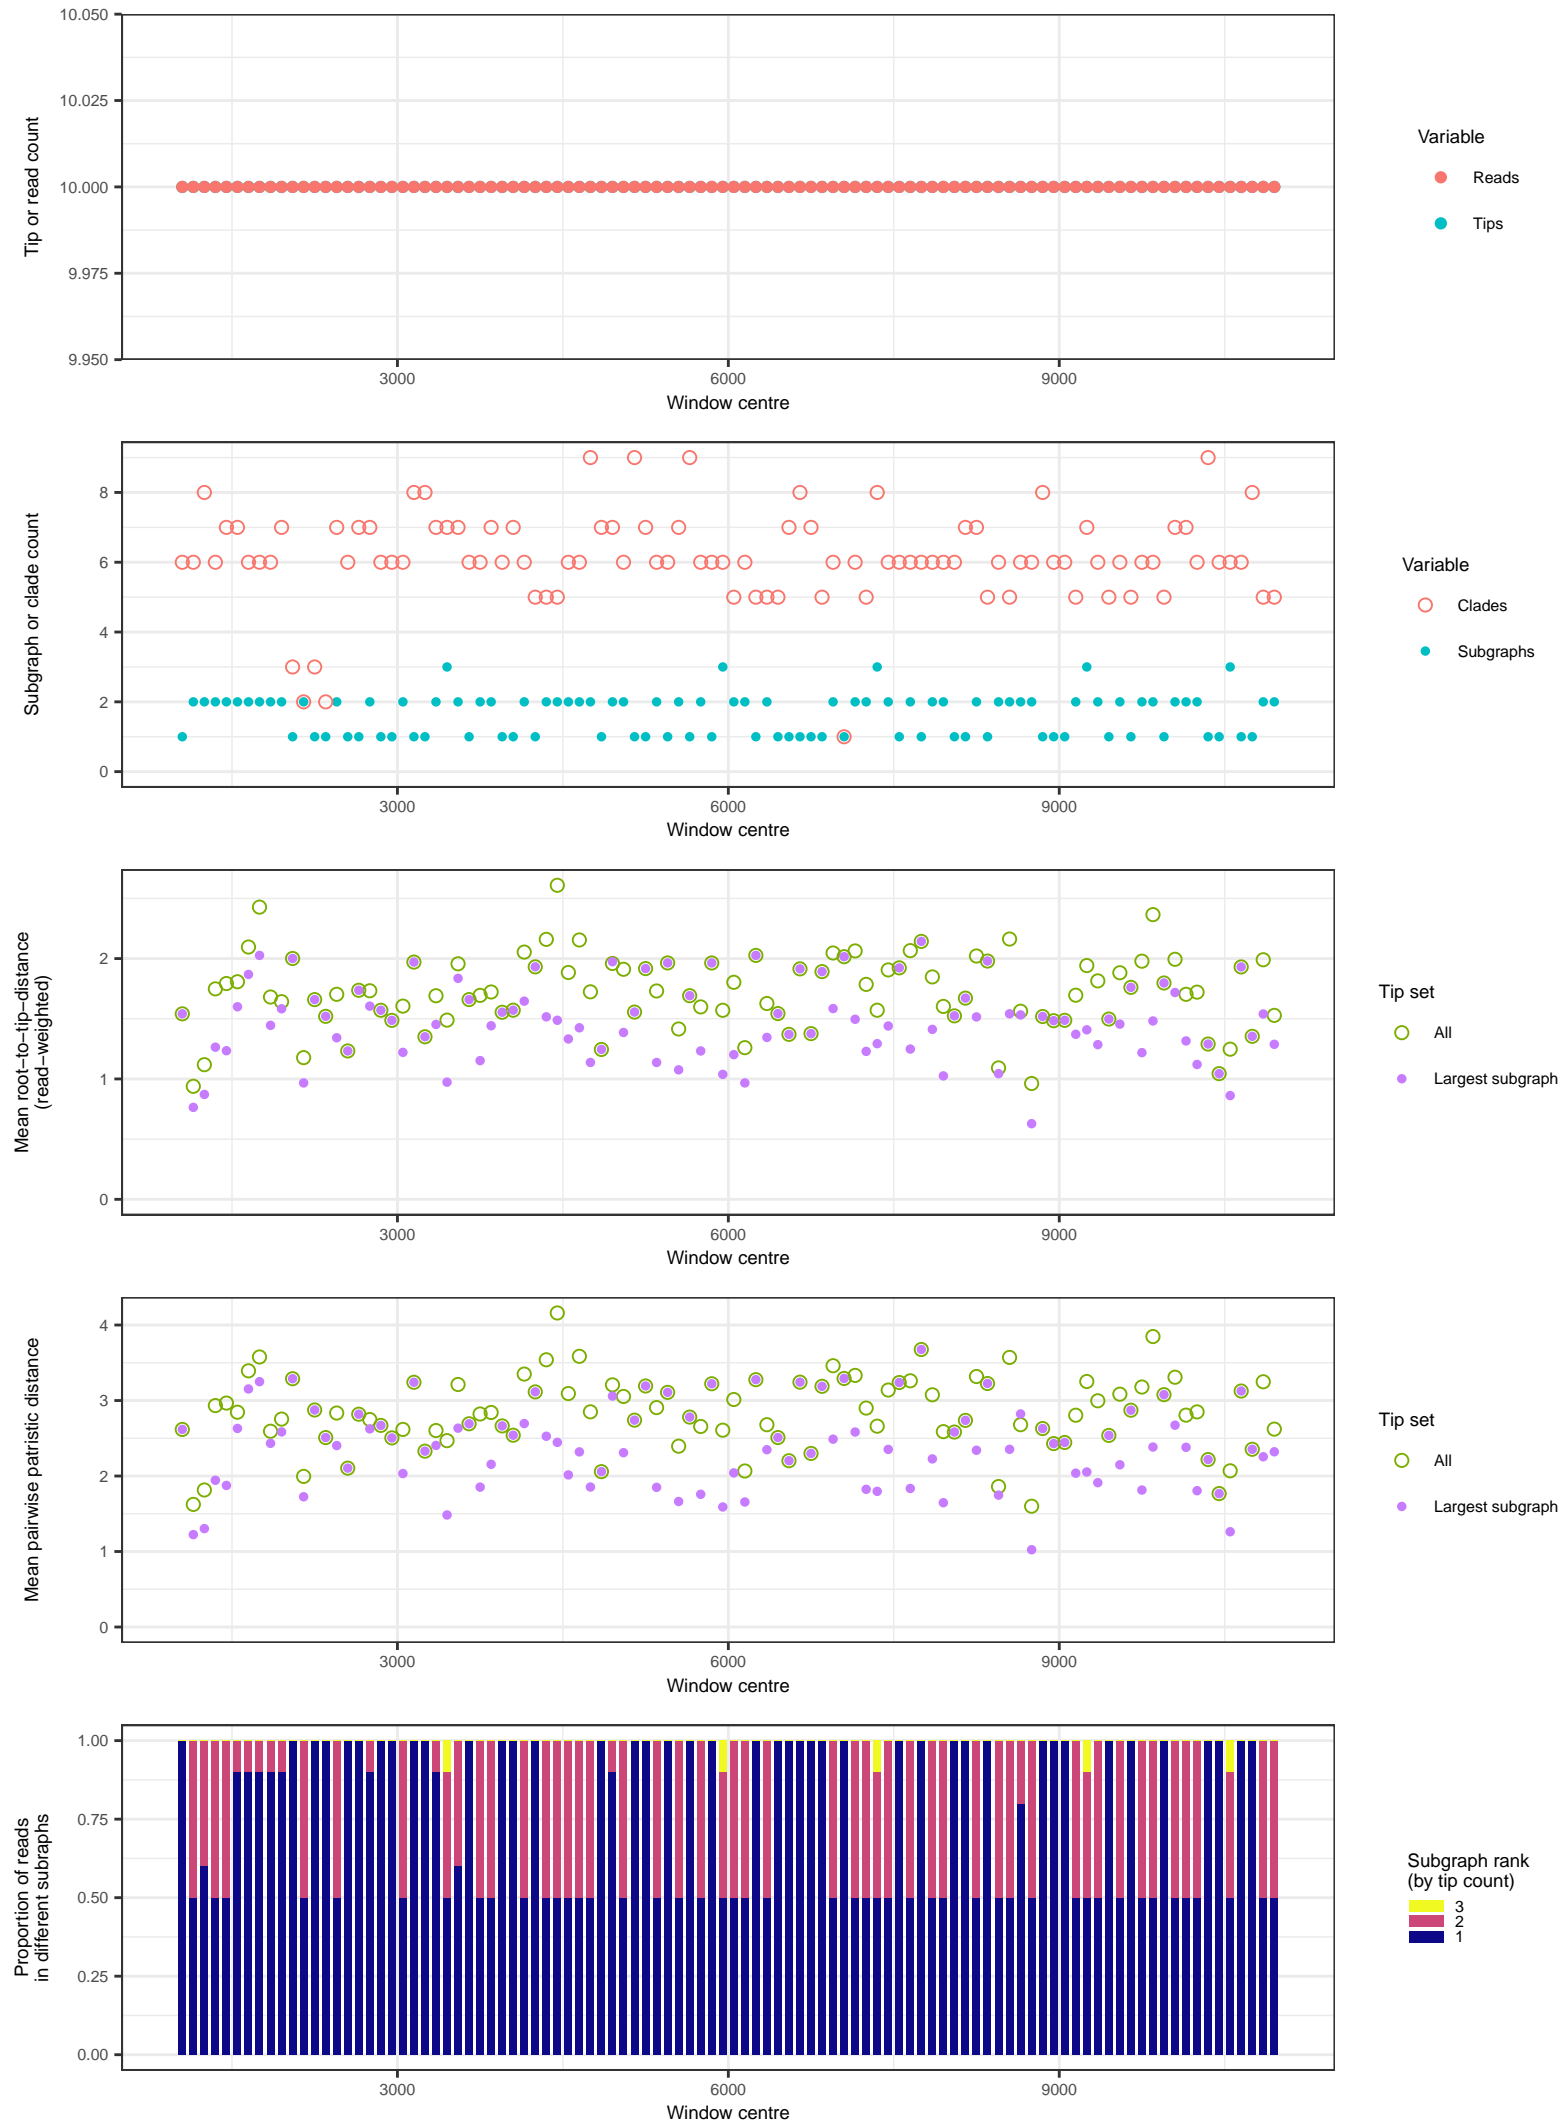 10.050
10.025
10.000
9.975
9.950
Tip or read count
3000 6000 9000
Window centre
Variable
Reads
Tips
8
6
4
2
0
Subgraph or clade count
3000 6000 9000
Window centre
Variable
Clades
Subgraphs
2
1
0
Mean root−to−tip−distance
(read−weighted)
3000 6000 9000
Window centre
Tip set
All
Largest subgraph
4
3
2
1
0
Mean pairwise patristic distance
3000 6000 9000
Window centre
Tip set
All
Largest subgraph
1.00
0.75
0.50
0.25
0.00
Proportion of reads
in different subraphs
3000 6000 9000
Window centre
Subgraph rank
(by tip count)
3
2
1